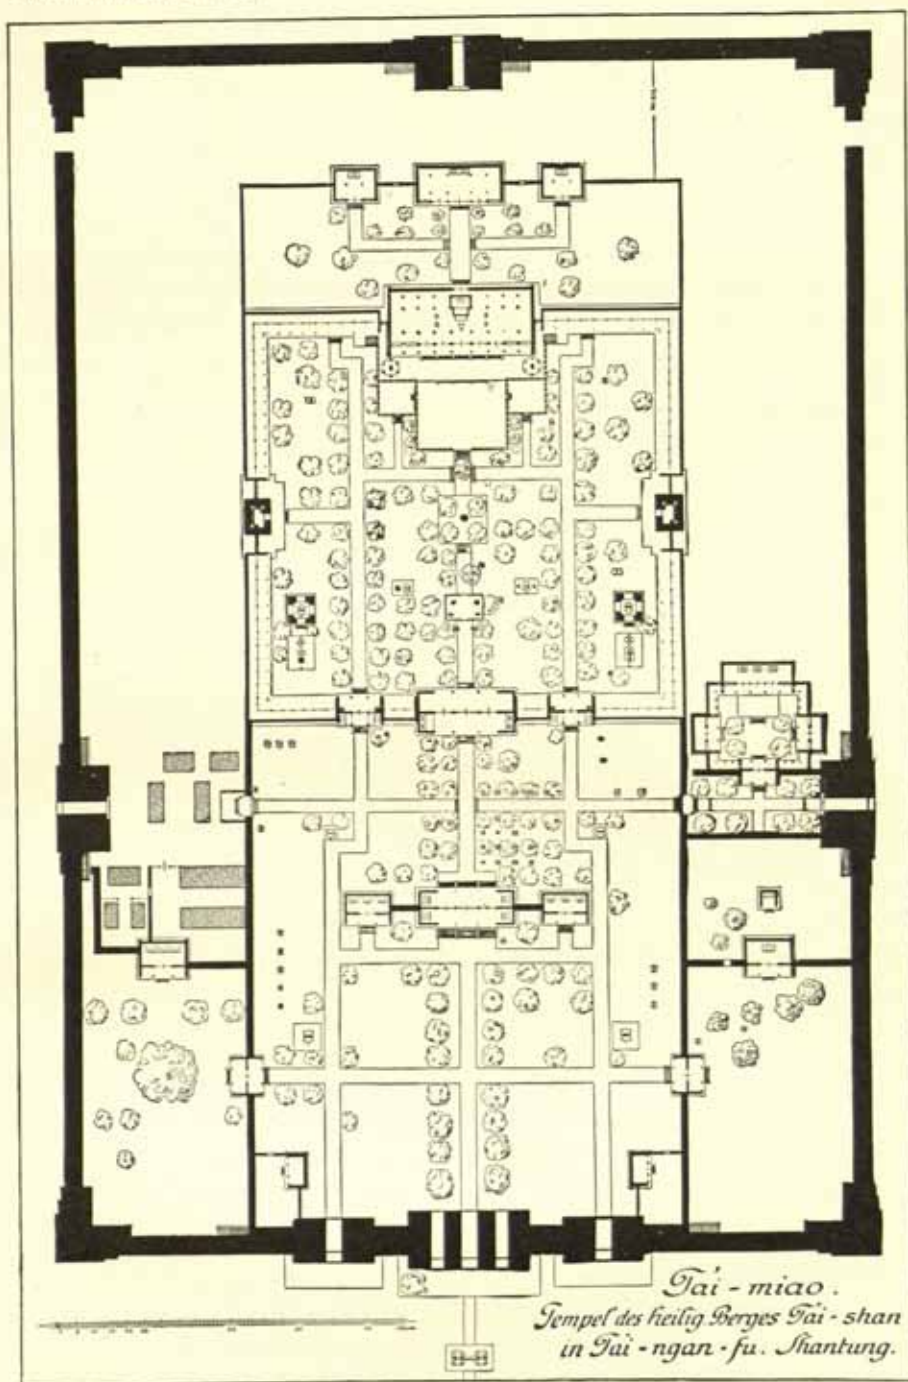 Tai-miao.
Tempel des heilig Berges Tai-shan
in Tai-ngan-fu. Shantung.